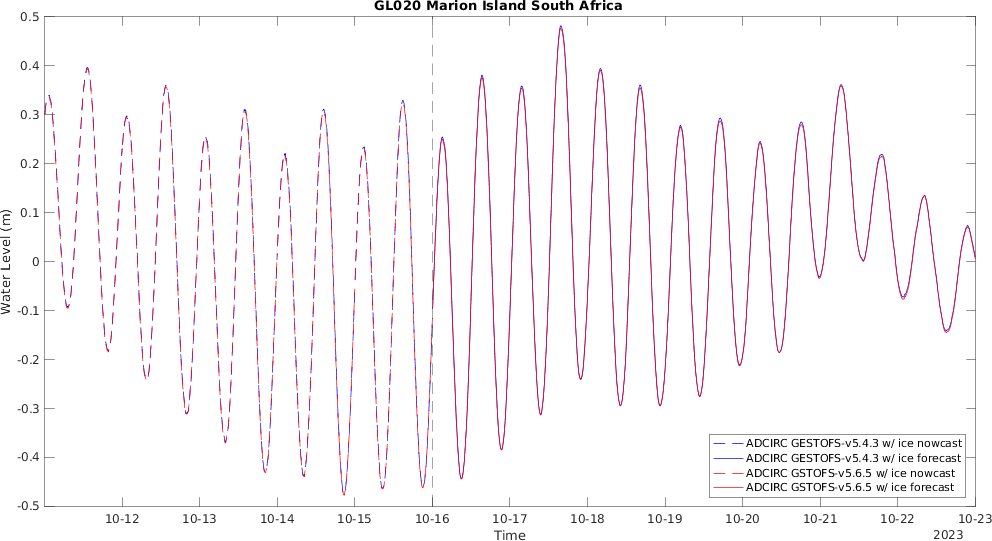 GL020 Marion Island South Africa
0.5
0.4
0.3
0.2
0.1
0
-0.1
-0.2
-0.3
-0.4
-0.5
Water Level (m)
ADCIRC GESTOFS-v5.4.3 w/ ice nowcast
ADCIRC GESTOFS-v5.4.3 w/ ice forecast
ADCIRC GSTOFS-v5.6.5 w/ ice nowcast
ADCIRC GSTOFS-v5.6.5 w/ ice forecast
10-12 10-13 10-14 10-15 10-16 10-17 10-18 10-19 10-20 10-21 10-22 10-23
Time
2023